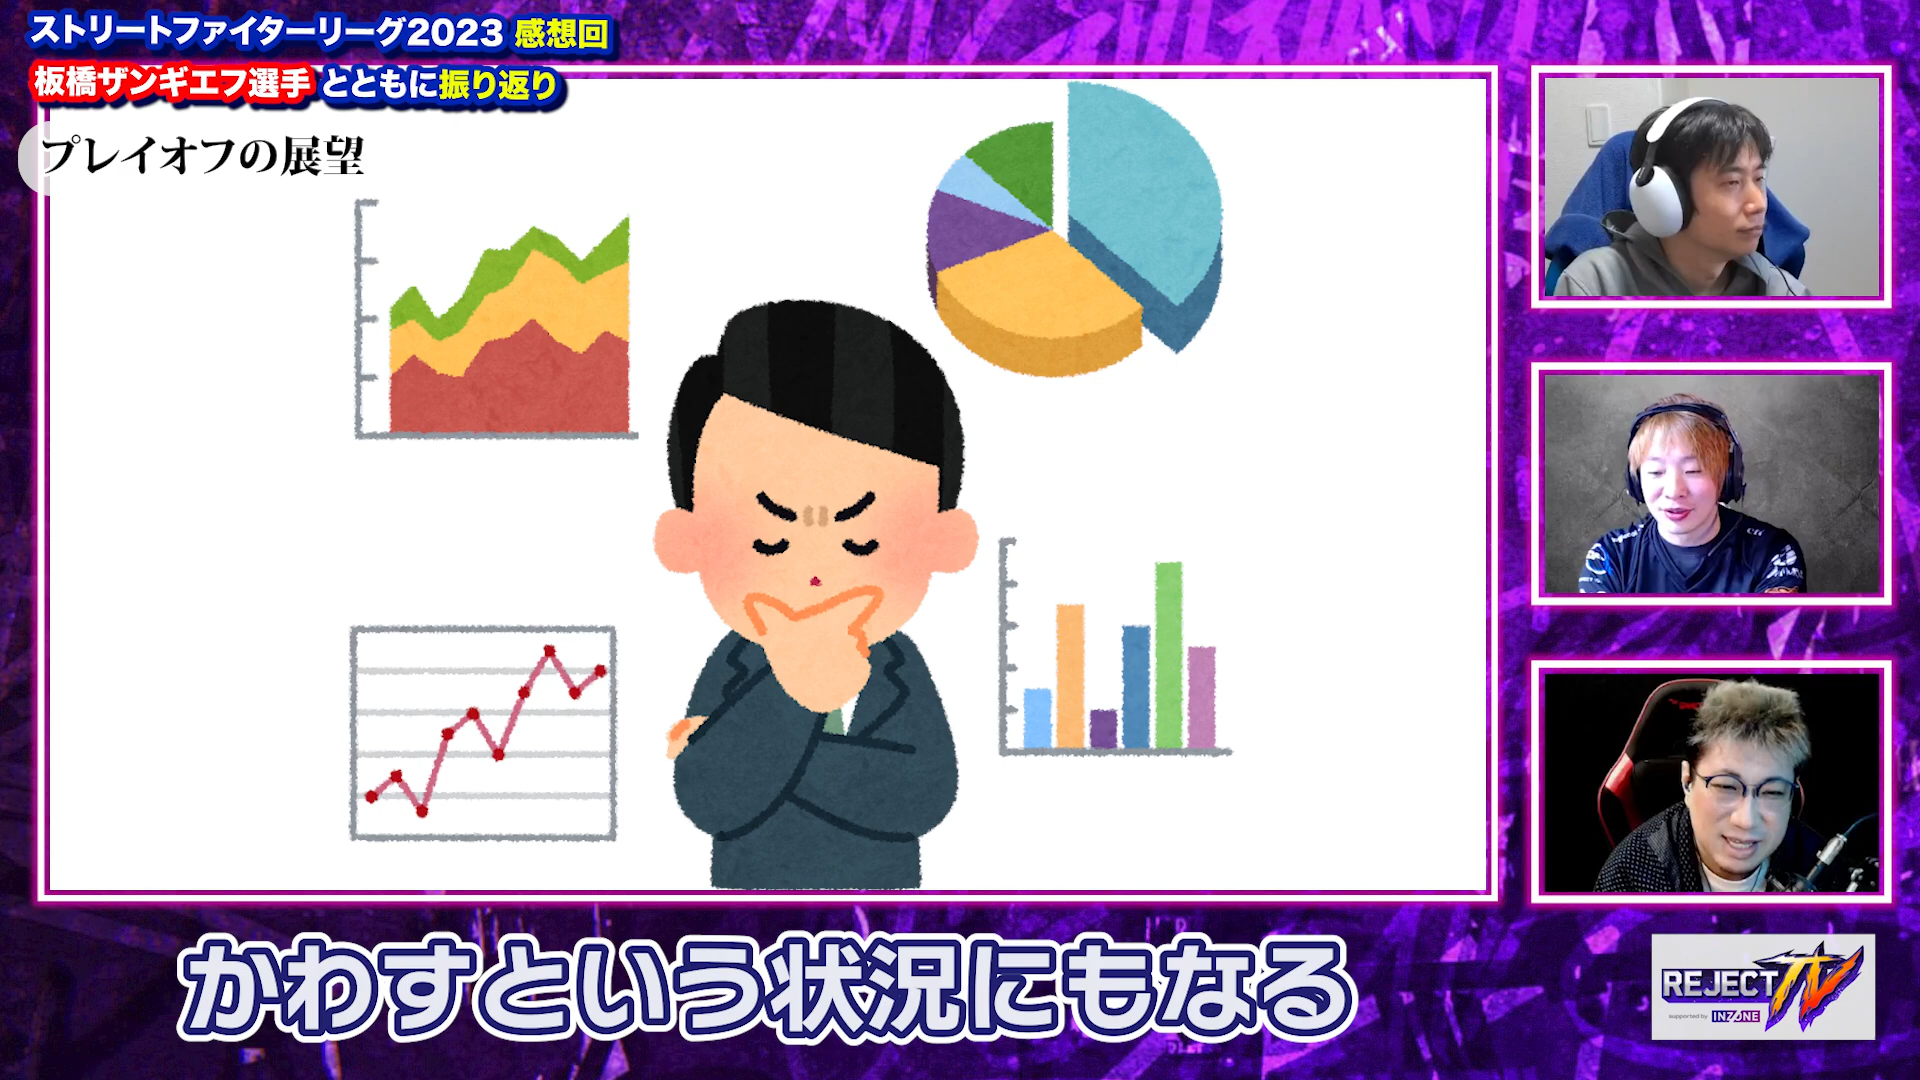 ストリートファイターリーグ2023 感想回
板橋ザンギエフ選手 とともに振り返り
プレイオフの展望
かわすという状況にもなる
REJECT TV
supported by INZONE